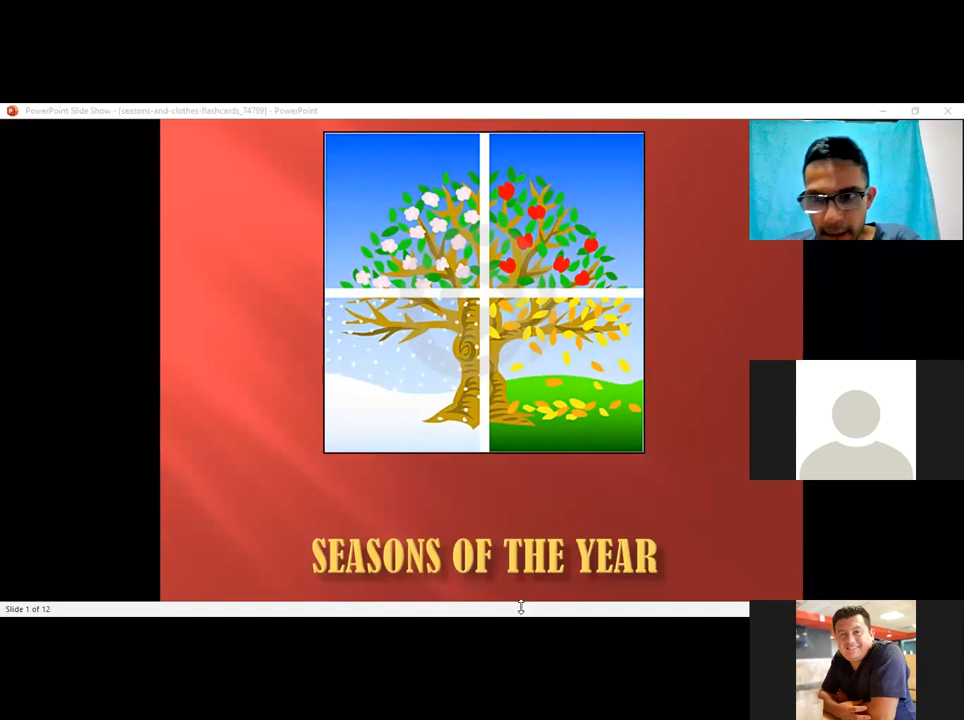 PowerPoint Slide Show - [seasons-and-clothes-flashcards_74789] - PowerPoint
SEASONS OF THE YEAR
Slide 1 of 12